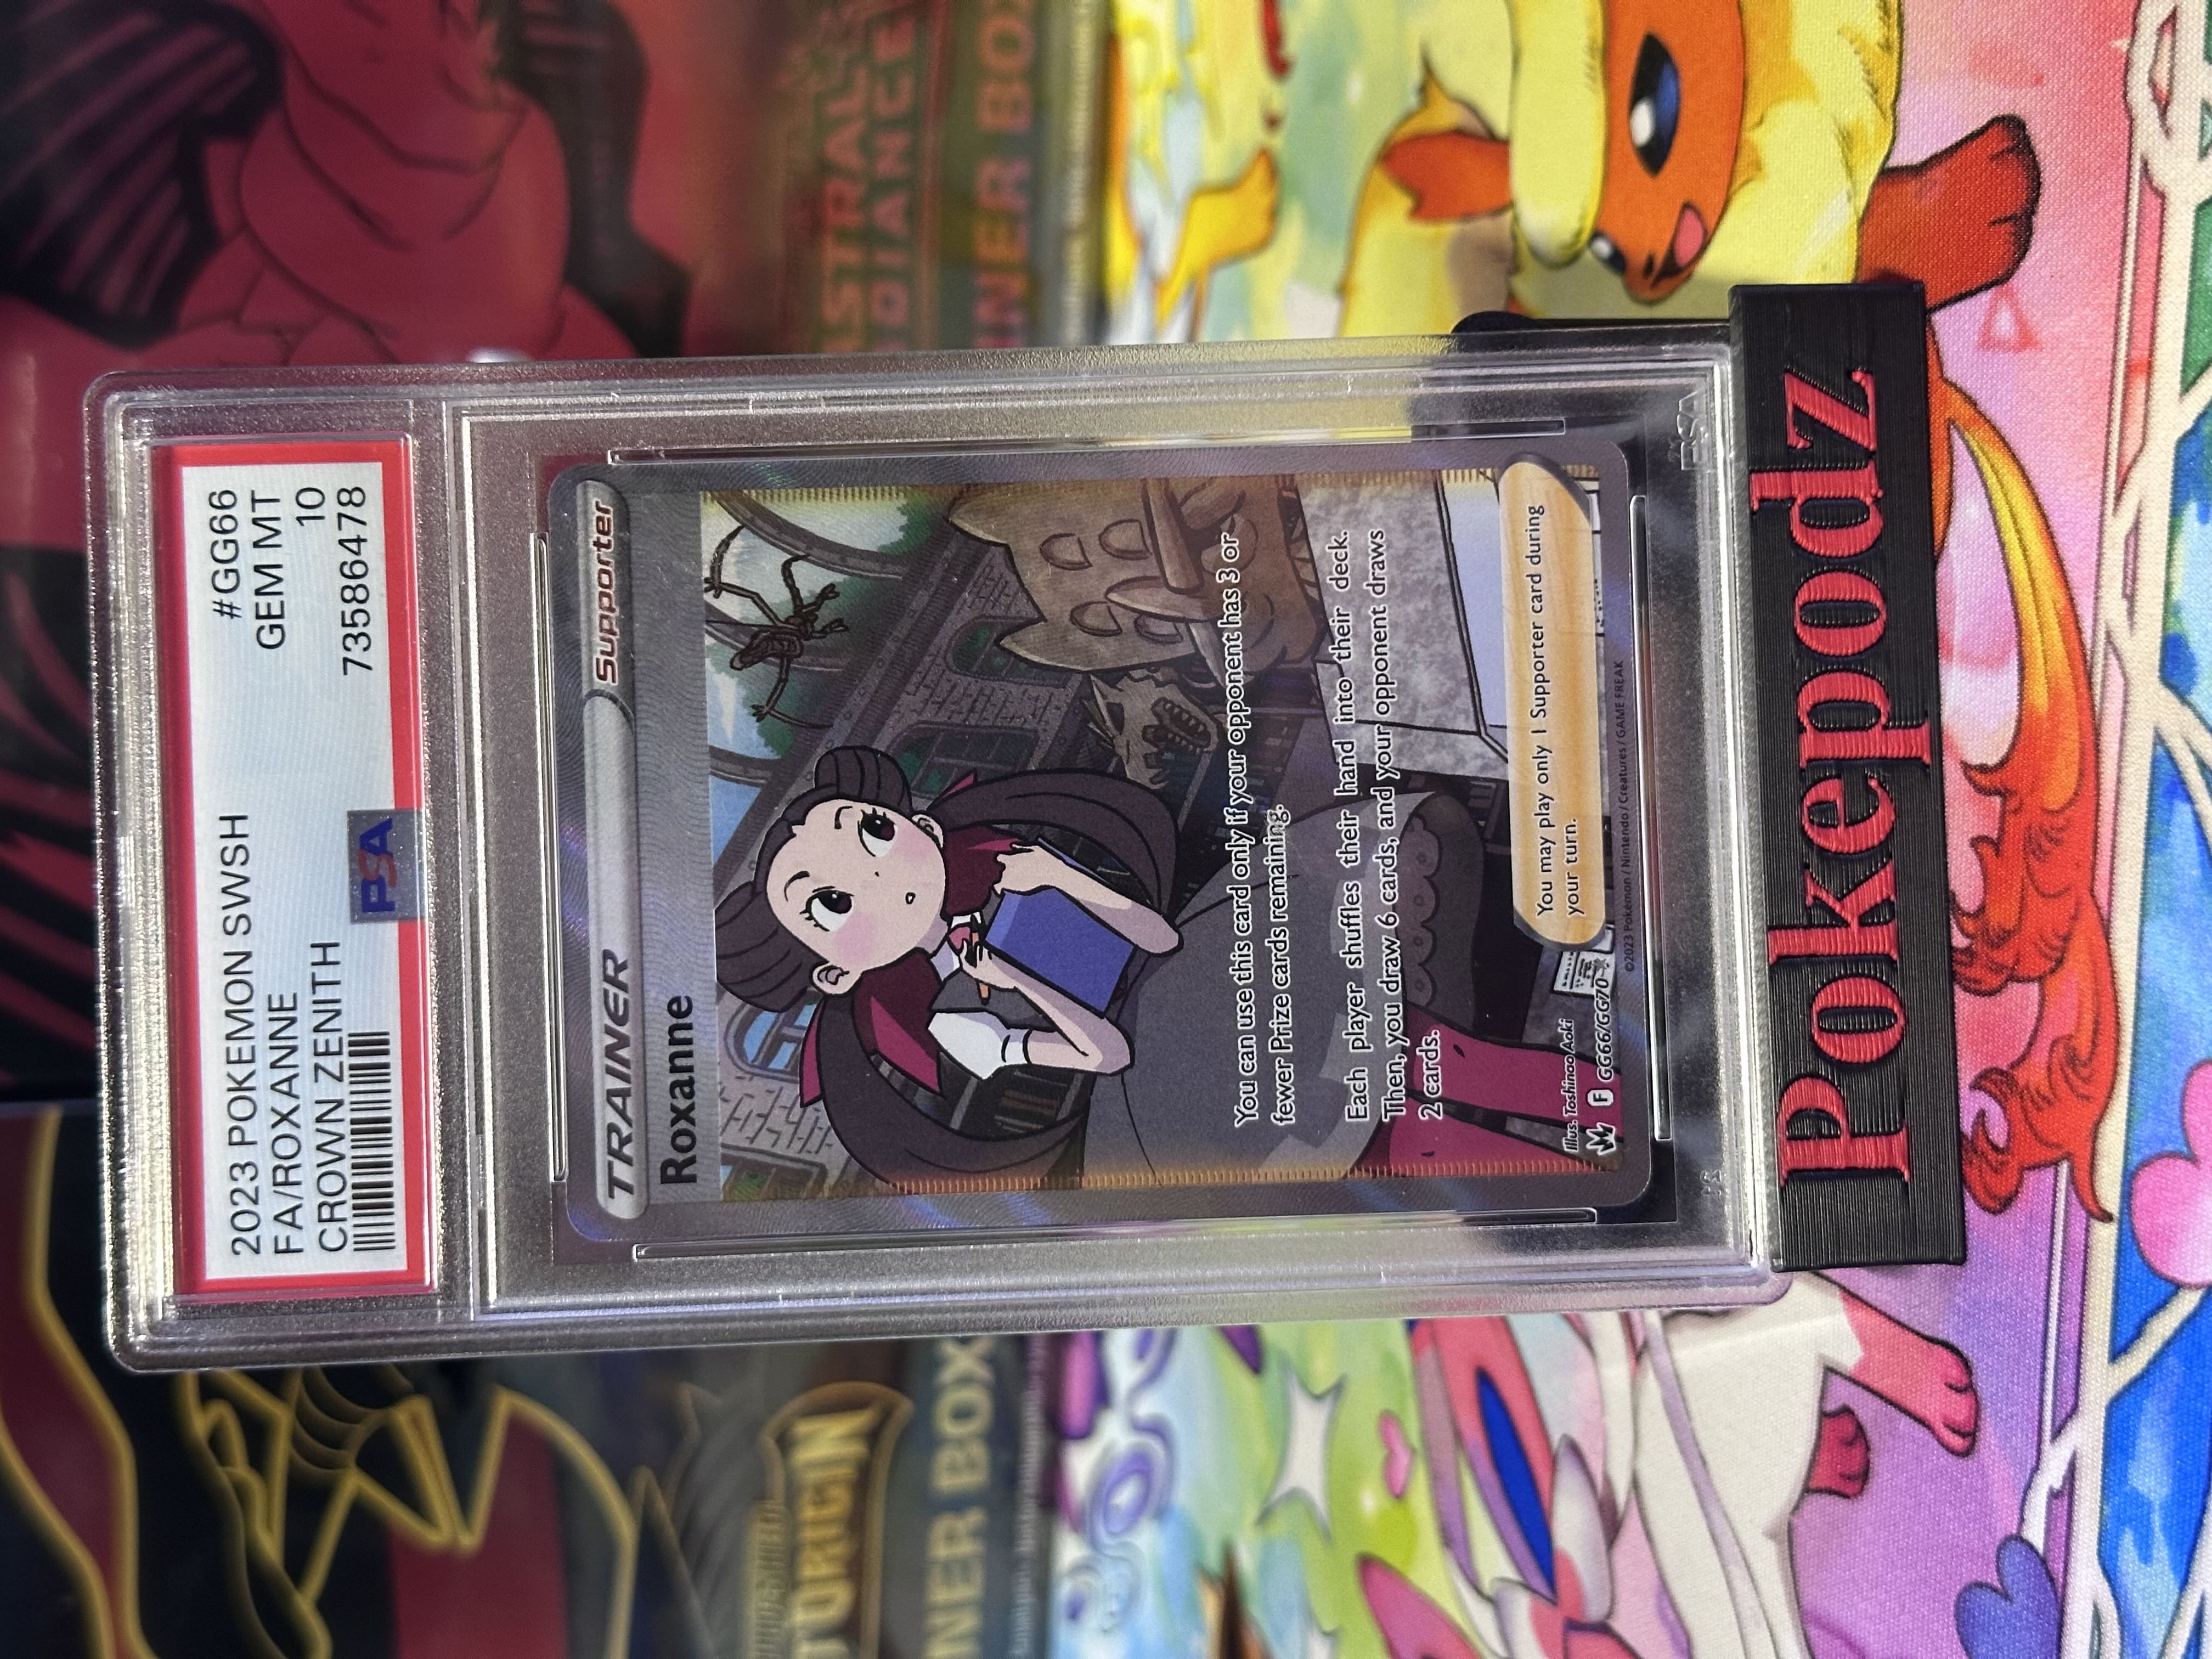 2023 POKEMON SWSH #GG66
FA/ROXANNE GEM MT
CROWN ZENITH 10
PSA 73586478
TRAINER Supporter
Roxanne
You can use this card only if your opponent has 3 or
fewer Prize cards remaining.
Each player shuffles their hand into their deck.
Then, you draw 6 cards, and your opponent draws
2 cards.
You may play only 1 Supporter card during
your turn.
Illus. Toshinao Aoki
F GG66/GG70
©2023 Pokémon / Nintendo / Creatures / GAME FREAK
PSA
Pokepodz
ASTRAL
RADIANCE
INER BOX
ORIGIN
INER BOX